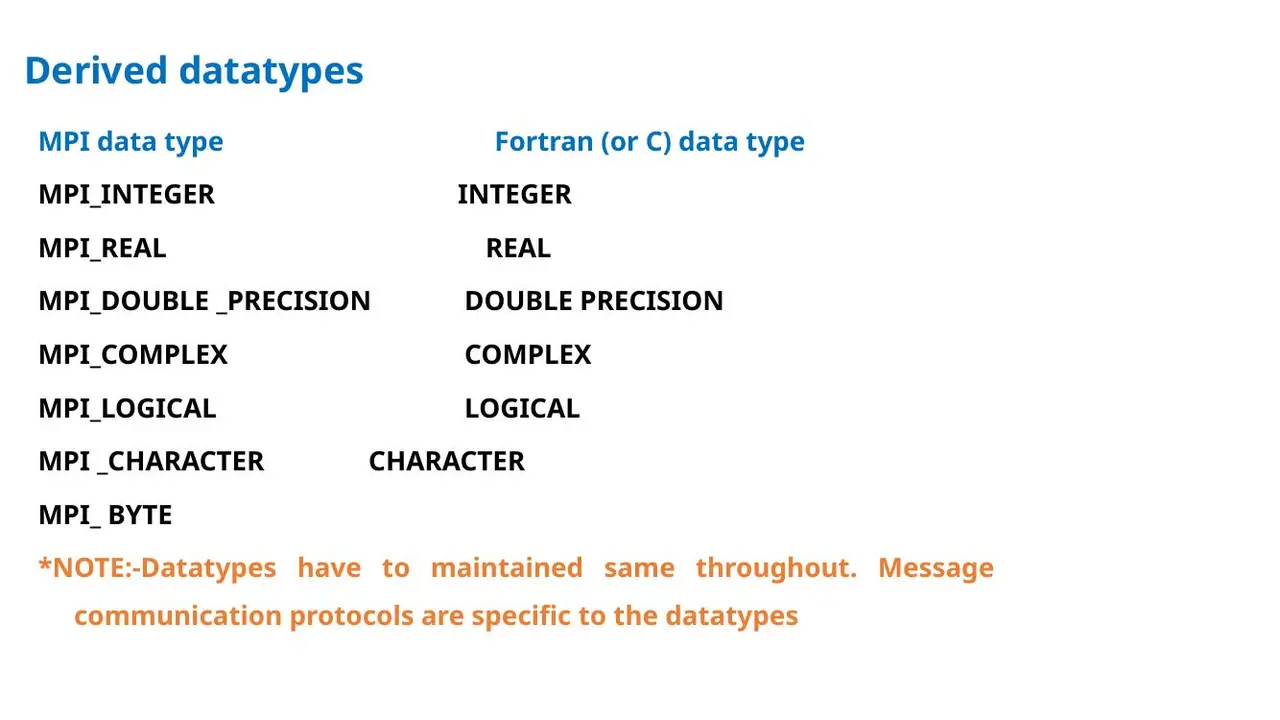 Derived datatypes
MPI data type Fortran (or C) data type
MPI_INTEGER INTEGER
MPI_REAL REAL
MPI_DOUBLE _PRECISION DOUBLE PRECISION
MPI_COMPLEX COMPLEX
MPI_LOGICAL LOGICAL
MPI _CHARACTER CHARACTER
MPI_ BYTE
*NOTE:-Datatypes have to maintained same throughout. Message
communication protocols are specific to the datatypes